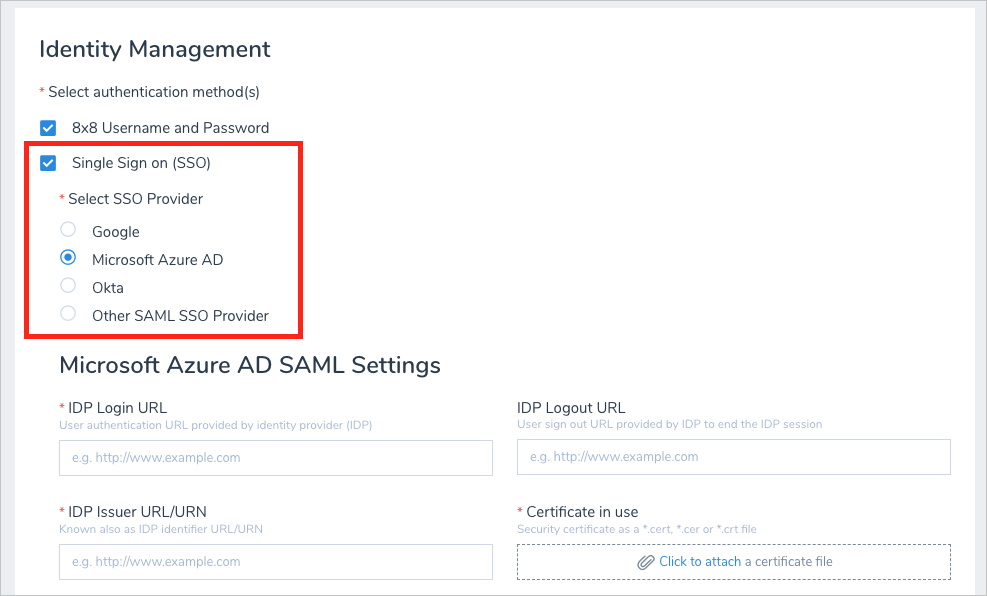 Identity Management
* Select authentication method(s)
8x8 Username and Password
Single Sign on (SSO)
* Select SSO Provider
Google
Microsoft Azure AD
Okta
Other SAML SSO Provider
Microsoft Azure AD SAML Settings
* IDP Login URL
User authentication URL provided by identity provider (IDP)
e.g. http://www.example.com
IDP Logout URL
User sign out URL provided by IDP to end the IDP session
e.g. http://www.example.com
* IDP Issuer URL/URN
Known also as IDP identifier URL/URN
e.g. http://www.example.com
* Certificate in use
Security certificate as a *.cert, *.cer or *.crt file
Click to attach a certificate file